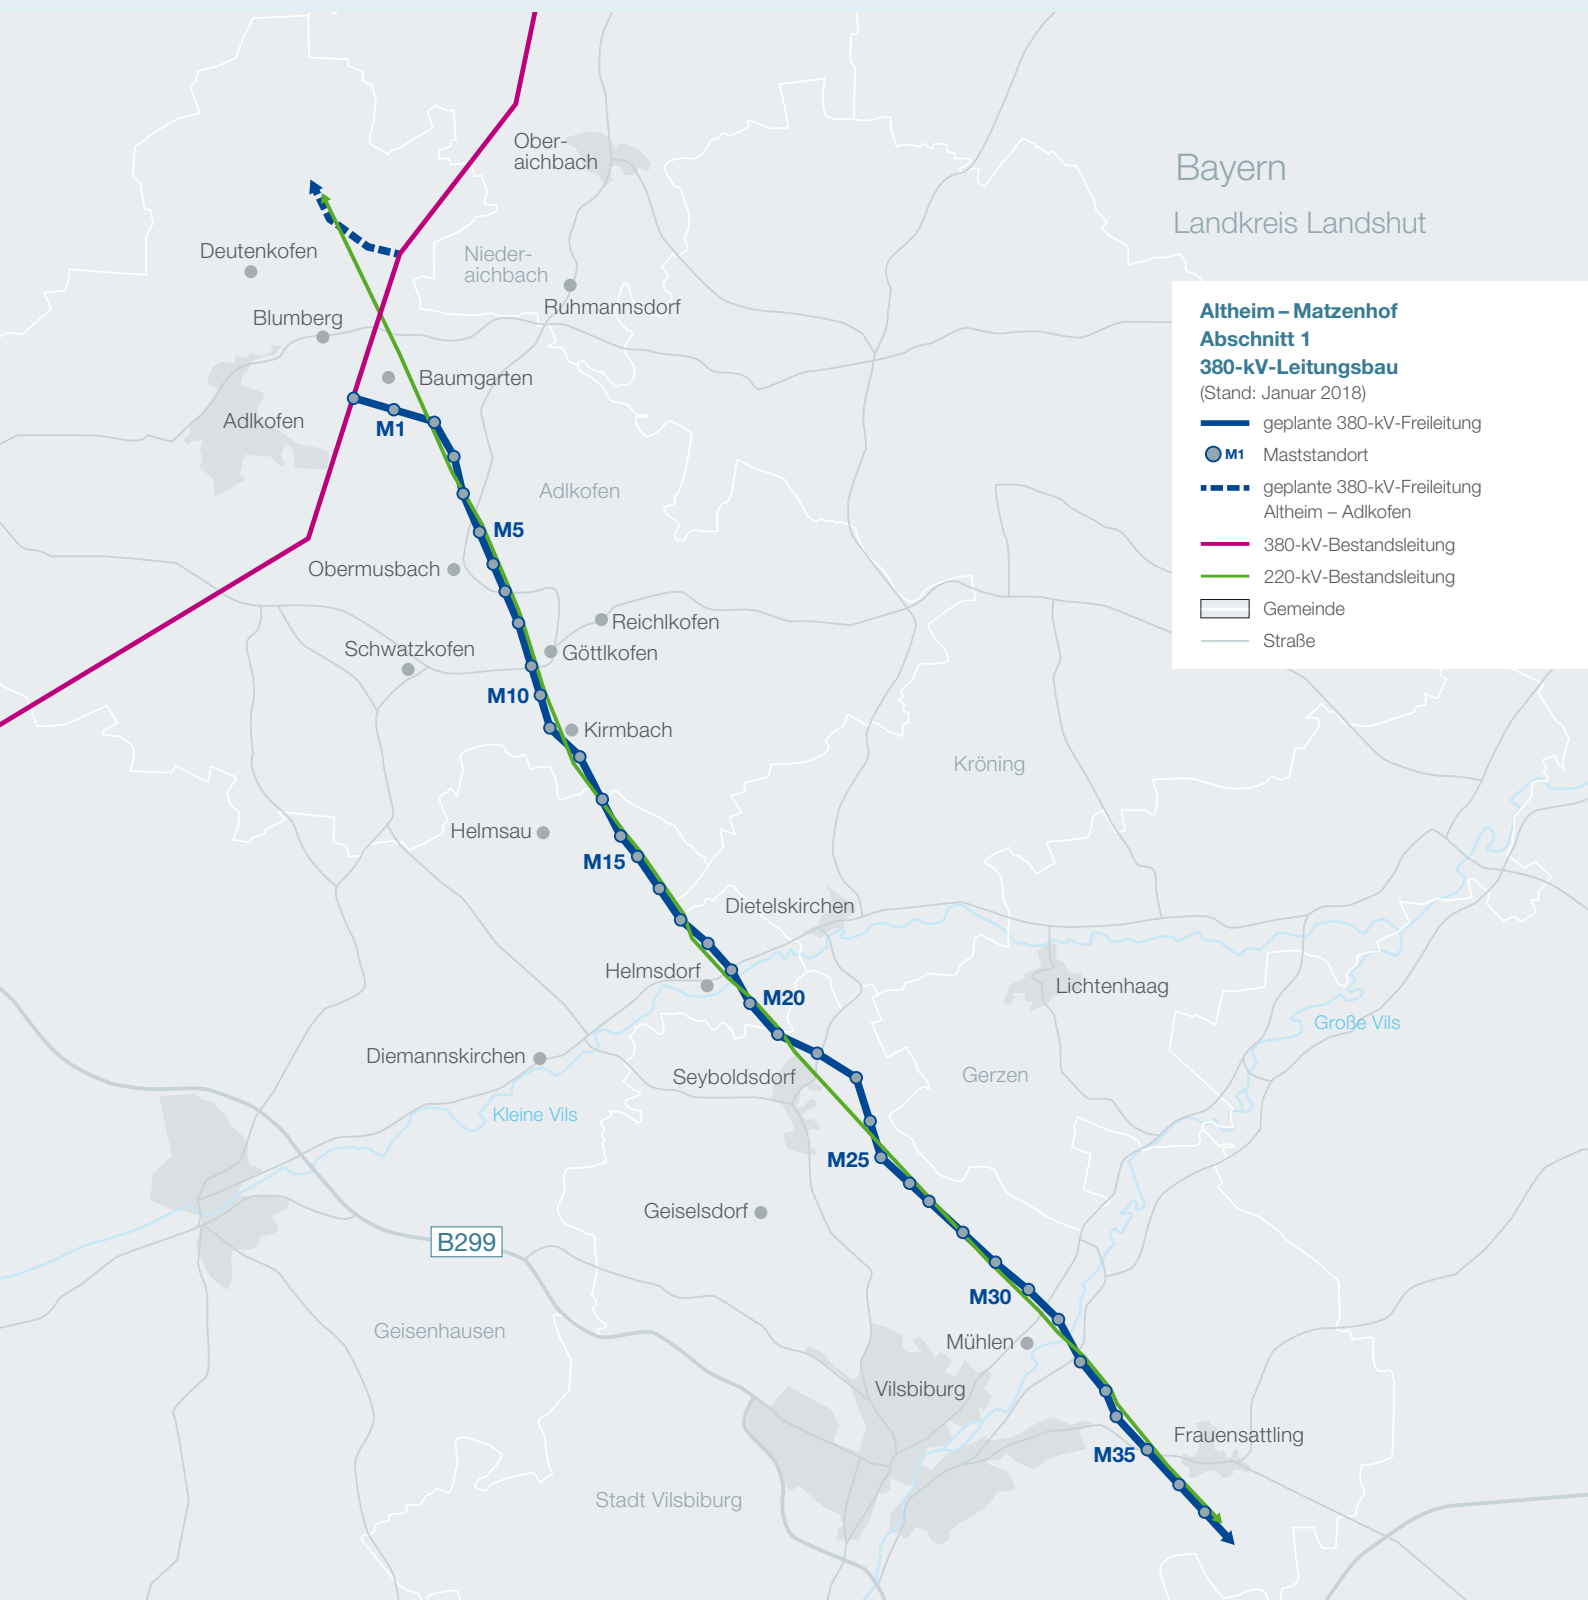 Ober-
aichbach
Bayern
Landkreis Landshut
Deutenkofen
Nieder-
aichbach
Ruhmannsdorf
Blumberg
Altheim – Matzenhof
Abschnitt 1
380-kV-Leitungsbau
(Stand: Januar 2018)
geplante 380-kV-Freileitung
M1 Maststandort
geplante 380-kV-Freileitung
Altheim – Adlkofen
380-kV-Bestandsleitung
220-kV-Bestandsleitung
Gemeinde
Straße
Baumgarten
Adlkofen
M1
Adlkofen
M5
Obermusbach
Reichlkofen
Schwatzkofen
Göttlkofen
M10
Kirmbach
Kröning
Helmsau
M15
Dietelskirchen
Helmsdorf
M20
Lichtenhaag
Große Vils
Diemannskirchen
Seyboldsdorf
Gerzen
Kleine Vils
M25
Geiselsdorf
B299
M30
Geisenhausen
Mühlen
Vilsbiburg
Frauensattling
M35
Stadt Vilsbiburg